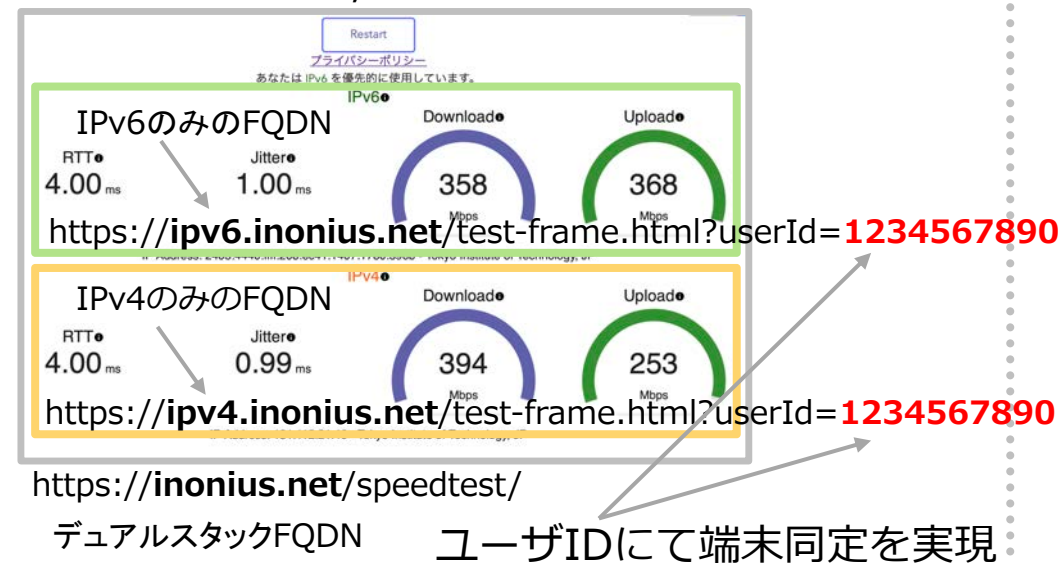 Restart
プライバシーポリシー
あなたは IPv6 を優先的に使用しています。
IPv6
IPv6のみのFQDN
Download
Upload
RTT
Jitter
4.00 ms
1.00 ms
358
368
Mbps
Mbps
https://ipv6.inonius.net/test-frame.html?userId=1234567890
IPv4
IPv4のみのFQDN
Download
Upload
RTT
Jitter
4.00 ms
0.99 ms
394
253
Mbps
Mbps
https://ipv4.inonius.net/test-frame.html?userId=1234567890
https://inonius.net/speedtest/
デュアルスタックFQDN
ユーザIDにて端末同定を実現